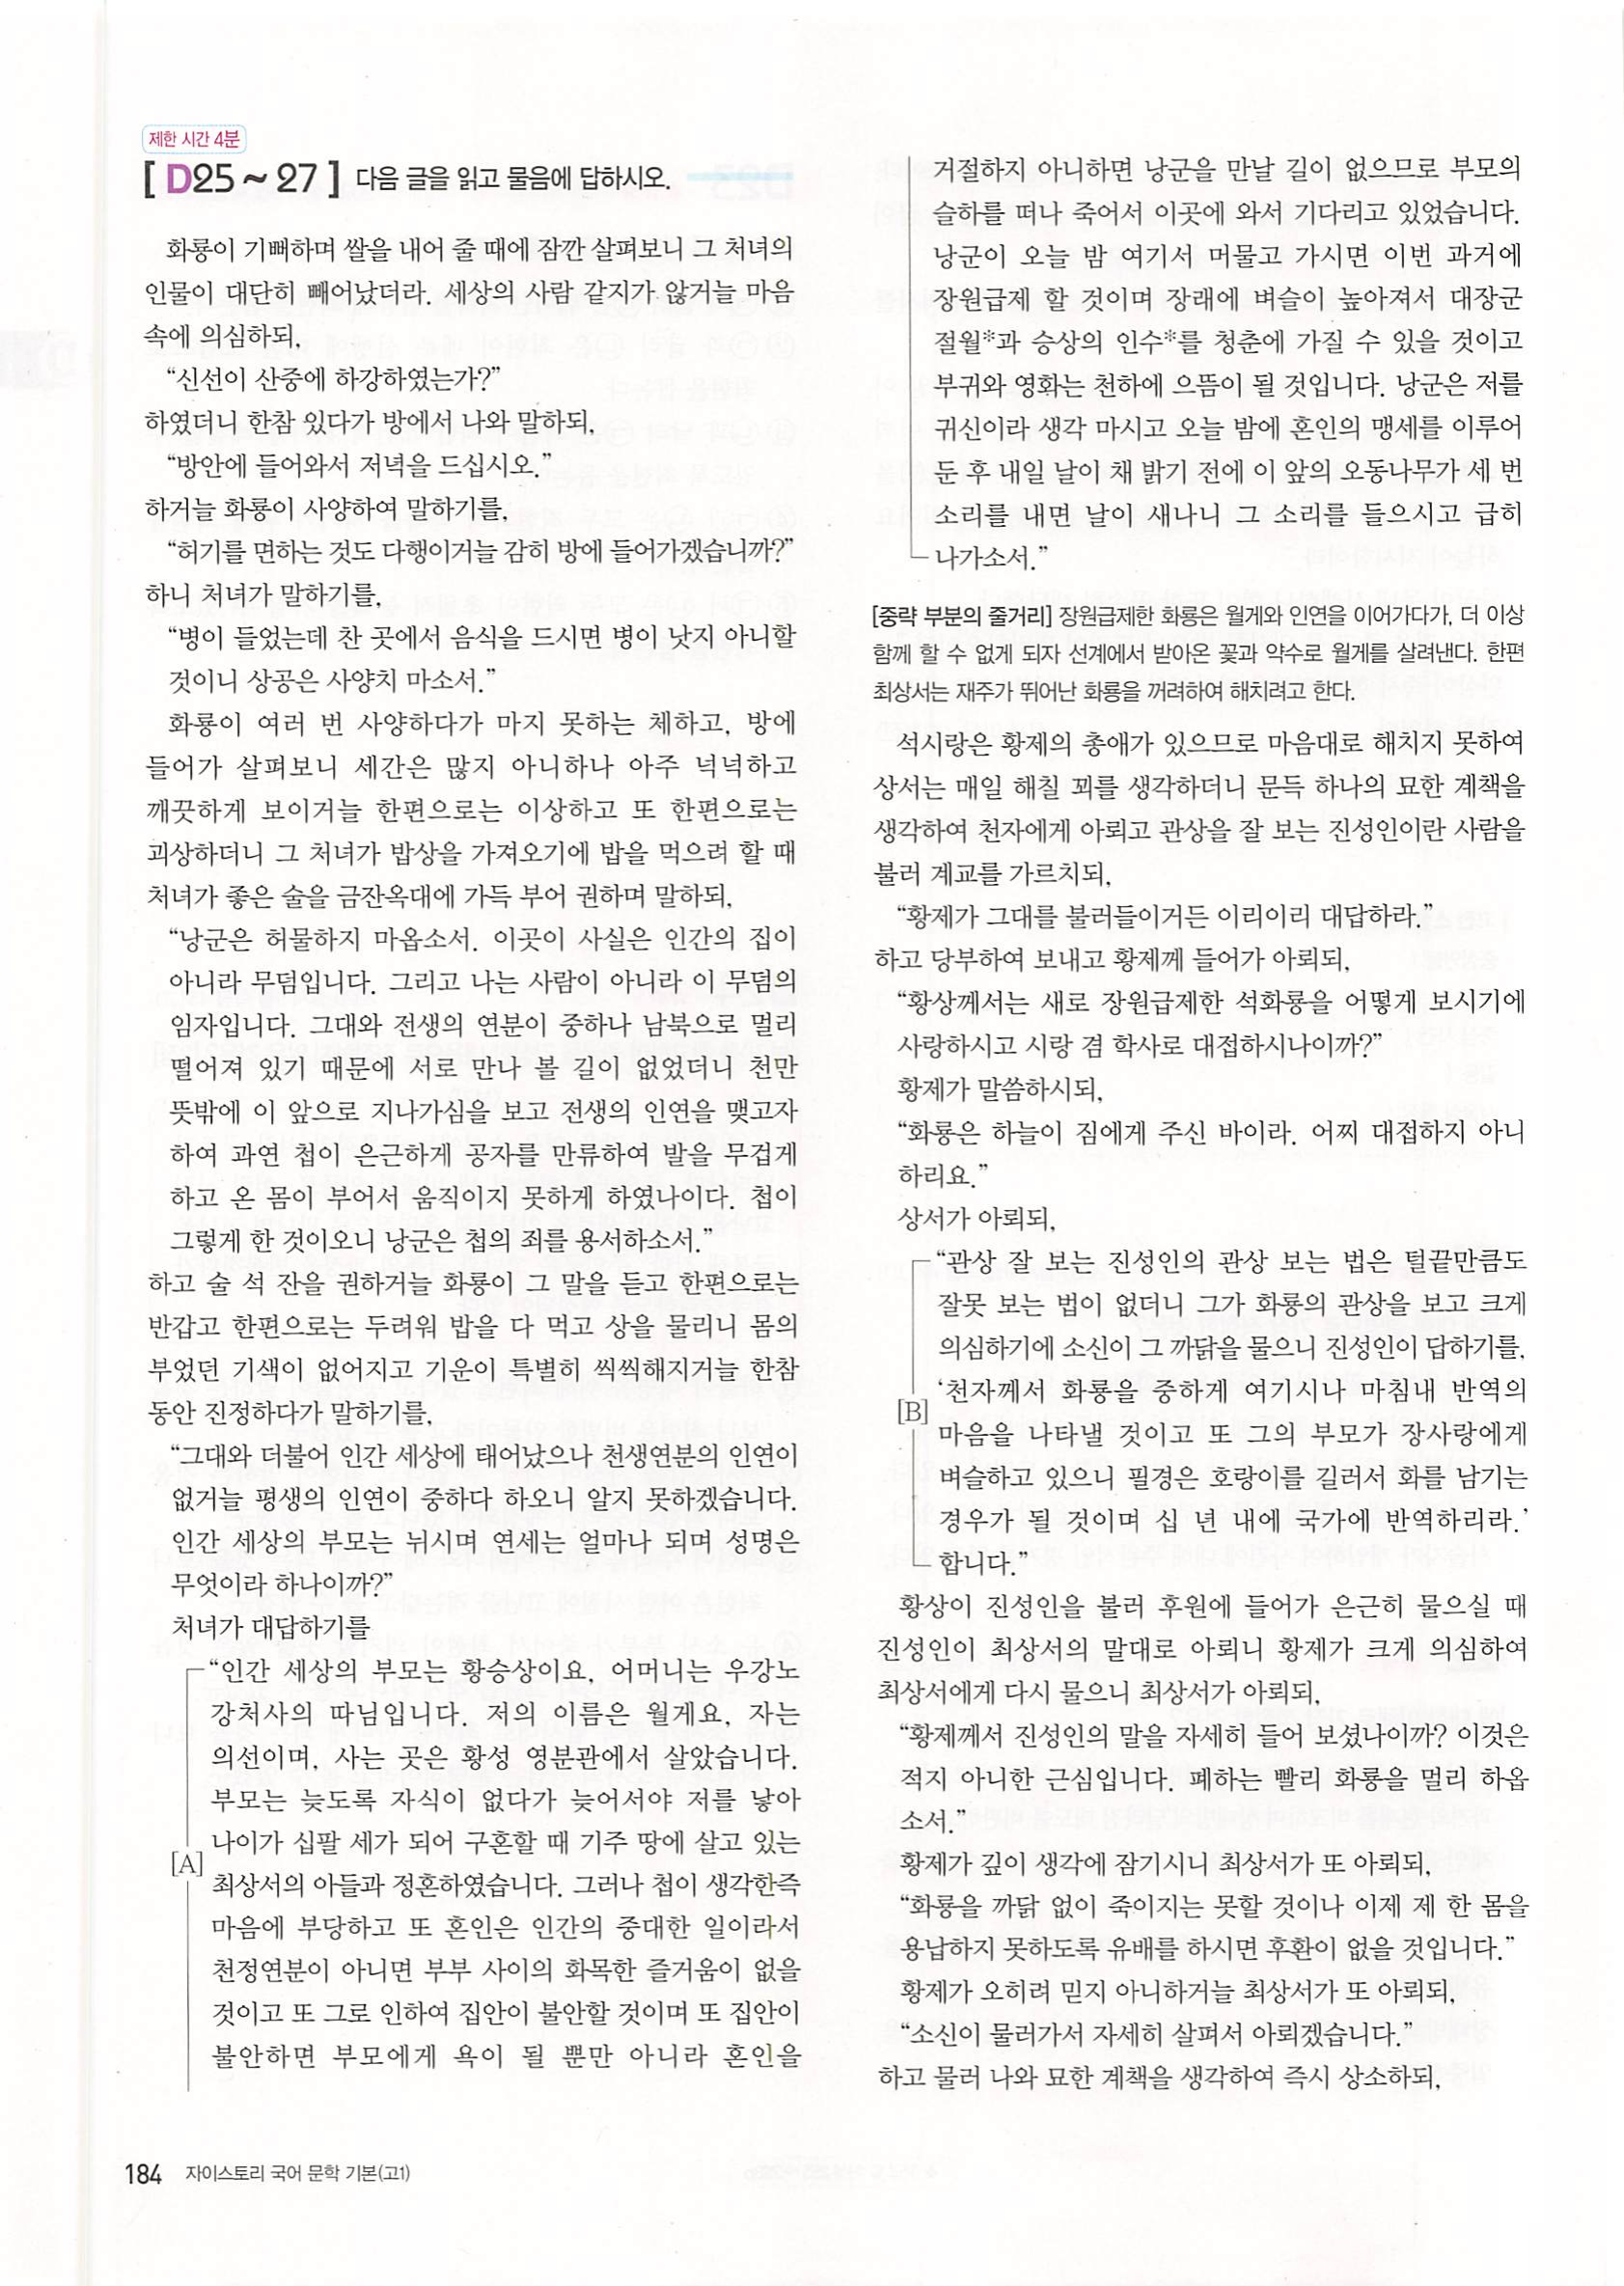 제한 시간 4분
[ D25 ~ 27 ] 다음 글을 읽고 물음에 답하시오.
화룡이 기뻐하며 쌀을 내어 줄 때에 잠깐 살펴보니 그 처녀의
인물이 대단히 빼어났더라. 세상의 사람 같지가 않거늘 마음
속에 의심하되,
“신선이 산중에 하강하였는가?”
하였더니 한참 있다가 방에서 나와 말하되,
“방안에 들어와서 저녁을 드십시오.”
하거늘 화룡이 사양하여 말하기를,
“허기를 면하는 것도 다행이거늘 감히 방에 들어가겠습니까?”
하니 처녀가 말하기를,
“병이 들었는데 찬 곳에서 음식을 드시면 병이 낫지 아니할
것이니 상공은 사양치 마소서.”
화룡이 여러 번 사양하다가 마지 못하는 체하고, 방에
들어가 살펴보니 세간은 많지 아니하나 아주 넉넉하고
깨끗하게 보이거늘 한편으로는 이상하고 또 한편으로는
괴상하더니 그 처녀가 밥상을 가져오기에 밥을 먹으려 할 때
처녀가 좋은 술을 금잔옥대에 가득 부어 권하며 말하되,
“낭군은 허물하지 마옵소서. 이곳이 사실은 인간의 집이
아니라 무덤입니다. 그리고 나는 사람이 아니라 이 무덤의
임자입니다. 그대와 전생의 연분이 중하나 남북으로 멀리
떨어져 있기 때문에 서로 만나 볼 길이 없었더니 천만
뜻밖에 이 앞으로 지나가심을 보고 전생의 인연을 맺고자
하여 과연 첩이 은근하게 공자를 만류하여 발을 무겁게
하고 온 몸이 부어서 움직이지 못하게 하였나이다. 첩이
그렇게 한 것이오니 낭군은 첩의 죄를 용서하소서.”
하고 술 석 잔을 권하거늘 화룡이 그 말을 듣고 한편으로는
반갑고 한편으로는 두려워 밥을 다 먹고 상을 물리니 몸의
부었던 기색이 없어지고 기운이 특별히 씩씩해지거늘 한참
동안 진정하다가 말하기를,
“그대와 더불어 인간 세상에 태어났으나 천생연분의 인연이
없거늘 평생의 인연이 중하다 하오니 알지 못하겠습니다.
인간 세상의 부모는 뉘시며 연세는 얼마나 되며 성명은
무엇이라 하나이까?”
처녀가 대답하기를
“인간 세상의 부모는 황승상이요, 어머니는 우강노
강처사의 따님입니다. 저의 이름은 월게요, 자는
의선이며, 사는 곳은 황성 영분관에서 살았습니다.
부모는 늦도록 자식이 없다가 늦어서야 저를 낳아
나이가 십팔 세가 되어 구혼할 때 기주 땅에 살고 있는
[A]
최상서의 아들과 정혼하였습니다. 그러나 첩이 생각한즉
마음에 부당하고 또 혼인은 인간의 중대한 일이라서
천정연분이 아니면 부부 사이의 화목한 즐거움이 없을
것이고 또 그로 인하여 집안이 불안할 것이며 또 집안이
불안하면 부모에게 욕이 될 뿐만 아니라 혼인을
거절하지 아니하면 낭군을 만날 길이 없으므로 부모의
슬하를 떠나 죽어서 이곳에 와서 기다리고 있었습니다.
낭군이 오늘 밤 여기서 머물고 가시면 이번 과거에
장원급제 할 것이며 장래에 벼슬이 높아져서 대장군
절월*과 승상의 인수*를 청춘에 가질 수 있을 것이고
부귀와 영화는 천하에 으뜸이 될 것입니다. 낭군은 저를
귀신이라 생각 마시고 오늘 밤에 혼인의 맹세를 이루어
둔 후 내일 날이 채 밝기 전에 이 앞의 오동나무가 세 번
소리를 내면 날이 새나니 그 소리를 들으시고 급히
나가소서.”
[중략 부분의 줄거리] 장원급제한 화룡은 월게와 인연을 이어가다가, 더 이상
함께 할 수 없게 되자 선계에서 받아온 꽃과 약수로 월게를 살려낸다. 한편
최상서는 재주가 뛰어난 화룡을 꺼려하여 해치려고 한다.
석시랑은 황제의 총애가 있으므로 마음대로 해치지 못하여
상서는 매일 해칠 꾀를 생각하더니 문득 하나의 묘한 계책을
생각하여 천자에게 아뢰고 관상을 잘 보는 진성인이란 사람을
불러 계교를 가르치되,
“황제가 그대를 불러들이거든 이리이리 대답하라.”
하고 당부하여 보내고 황제께 들어가 아뢰되,
“황상께서는 새로 장원급제한 석화룡을 어떻게 보시기에
사랑하시고 시랑 겸 학사로 대접하시나이까?”
황제가 말씀하시되,
“화룡은 하늘이 짐에게 주신 바이라. 어찌 대접하지 아니
하리요.”
상서가 아뢰되,
“관상 잘 보는 진성인의 관상 보는 법은 털끝만큼도
잘못 보는 법이 없더니 그가 화룡의 관상을 보고 크게
의심하기에 소신이 그 까닭을 물으니 진성인이 답하기를,
‘천자께서 화룡을 중하게 여기시나 마침내 반역의
[B]
마음을 나타낼 것이고 또 그의 부모가 장사랑에게
벼슬하고 있으니 필경은 호랑이를 길러서 화를 남기는
경우가 될 것이며 십 년 내에 국가에 반역하리라.’
합니다.”
황상이 진성인을 불러 후원에 들어가 은근히 물으실 때
진성인이 최상서의 말대로 아뢰니 황제가 크게 의심하여
최상서에게 다시 물으니 최상서가 아뢰되,
“황제께서 진성인의 말을 자세히 들어 보셨나이까? 이것은
적지 아니한 근심입니다. 폐하는 빨리 화룡을 멀리 하옵
소서.”
황제가 깊이 생각에 잠기시니 최상서가 또 아뢰되,
“화룡을 까닭 없이 죽이지는 못할 것이나 이제 제 한 몸을
용납하지 못하도록 유배를 하시면 후환이 없을 것입니다.”
황제가 오히려 믿지 아니하거늘 최상서가 또 아뢰되,
“소신이 물러가서 자세히 살펴서 아뢰겠습니다.”
하고 물러 나와 묘한 계책을 생각하여 즉시 상소하되,
184 자이스토리 국어 문학 기본(고1)